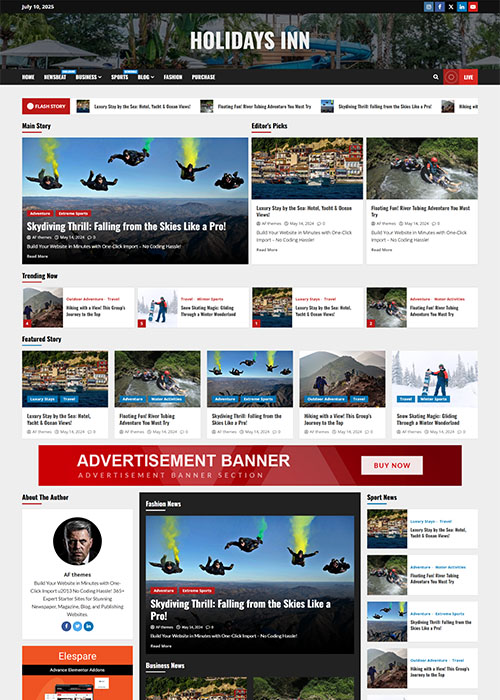 July 10, 2025
HOLIDAYS INN
HOME NEWSBEAT BUSINESS SPORTS BLOG FASHION PURCHASE LIVE
FLASH STORY Luxury Stay by the Sea: Hotel, Yacht & Ocean Views! Floating Fun! River Tubing Adventure You Must Try Skydiving Thrill: Falling from the Skies Like a Pro! Hiking wi
Main Story
Skydiving Thrill: Falling from the Skies Like a Pro!
Adventure Extreme Sports
AF themes May 14, 2024 0
Build Your Website in Minutes with One-Click Import – No Coding Hassle!
Read More
Editor's Picks
Luxury Stay by the Sea: Hotel, Yacht & Ocean
Views!
AF themes May 14, 2024 0
Build Your Website in Minutes with One-Click
Import – No Coding Hassle!
Read More
Floating Fun! River Tubing Adventure You Must
Try
AF themes May 14, 2024 0
Build Your Website in Minutes with One-Click
Import – No Coding Hassle!
Read More
Trending Now
4
Outdoor Adventure Travel
Hiking with a View! This Group's
Journey to the Top
5
Travel Winter Sports
Snow Skating Magic: Gliding
Through a Winter Wonderland
1
Luxury Stays Travel
Luxury Stay by the Sea: Hotel,
Yacht & Ocean Views!
2
Adventure Water Activities
Floating Fun! River Tubing
Adventure You Must Try
Featured Story
Luxury Stays Travel
Luxury Stay by the Sea: Hotel,
Yacht & Ocean Views!
AF themes May 14, 2024 0
Adventure Water Activities
Floating Fun! River Tubing
Adventure You Must Try
AF themes May 14, 2024 0
Adventure Extreme Sports
Skydiving Thrill: Falling from the
Skies Like a Pro!
AF themes May 14, 2024 0
Outdoor Adventure Travel
Hiking with a View! This Group's
Journey to the Top
AF themes May 14, 2024 0
Travel Winter Sports
Snow Skating Magic: Gliding
Through a Winter Wonderland
AF themes May 14, 2024 0
ADVERTISEMENT BANNER
ADVERTISEMENT BANNER SECTION
BUY NOW
About The Author
AF themes
Build Your Website in Minutes with One-
Click Import u2013 No Coding Hassle! 365+
Expert Starter Sites for Stunning
Newspaper, Magazine, Blog, and Publishing
Websites.
Elespare
Advance Elementor Addons
Fashion News
Adventure Extreme Sports
Skydiving Thrill: Falling from the Skies Like a
Pro!
AF themes May 14, 2024 0
Build Your Website in Minutes with One-Click Import – No Coding Hassle!
Read More
Business News
Sport News
Luxury Stays Travel
Luxury Stay by the Sea: Hotel,
Yacht & Ocean Views!
Adventure Water Activities
Floating Fun! River Tubing
Adventure You Must Try
Adventure Extreme Sports
Skydiving Thrill: Falling from the
Skies Like a Pro!
Outdoor Adventure Travel
Hiking with a View! This Group's
Journey to the Top